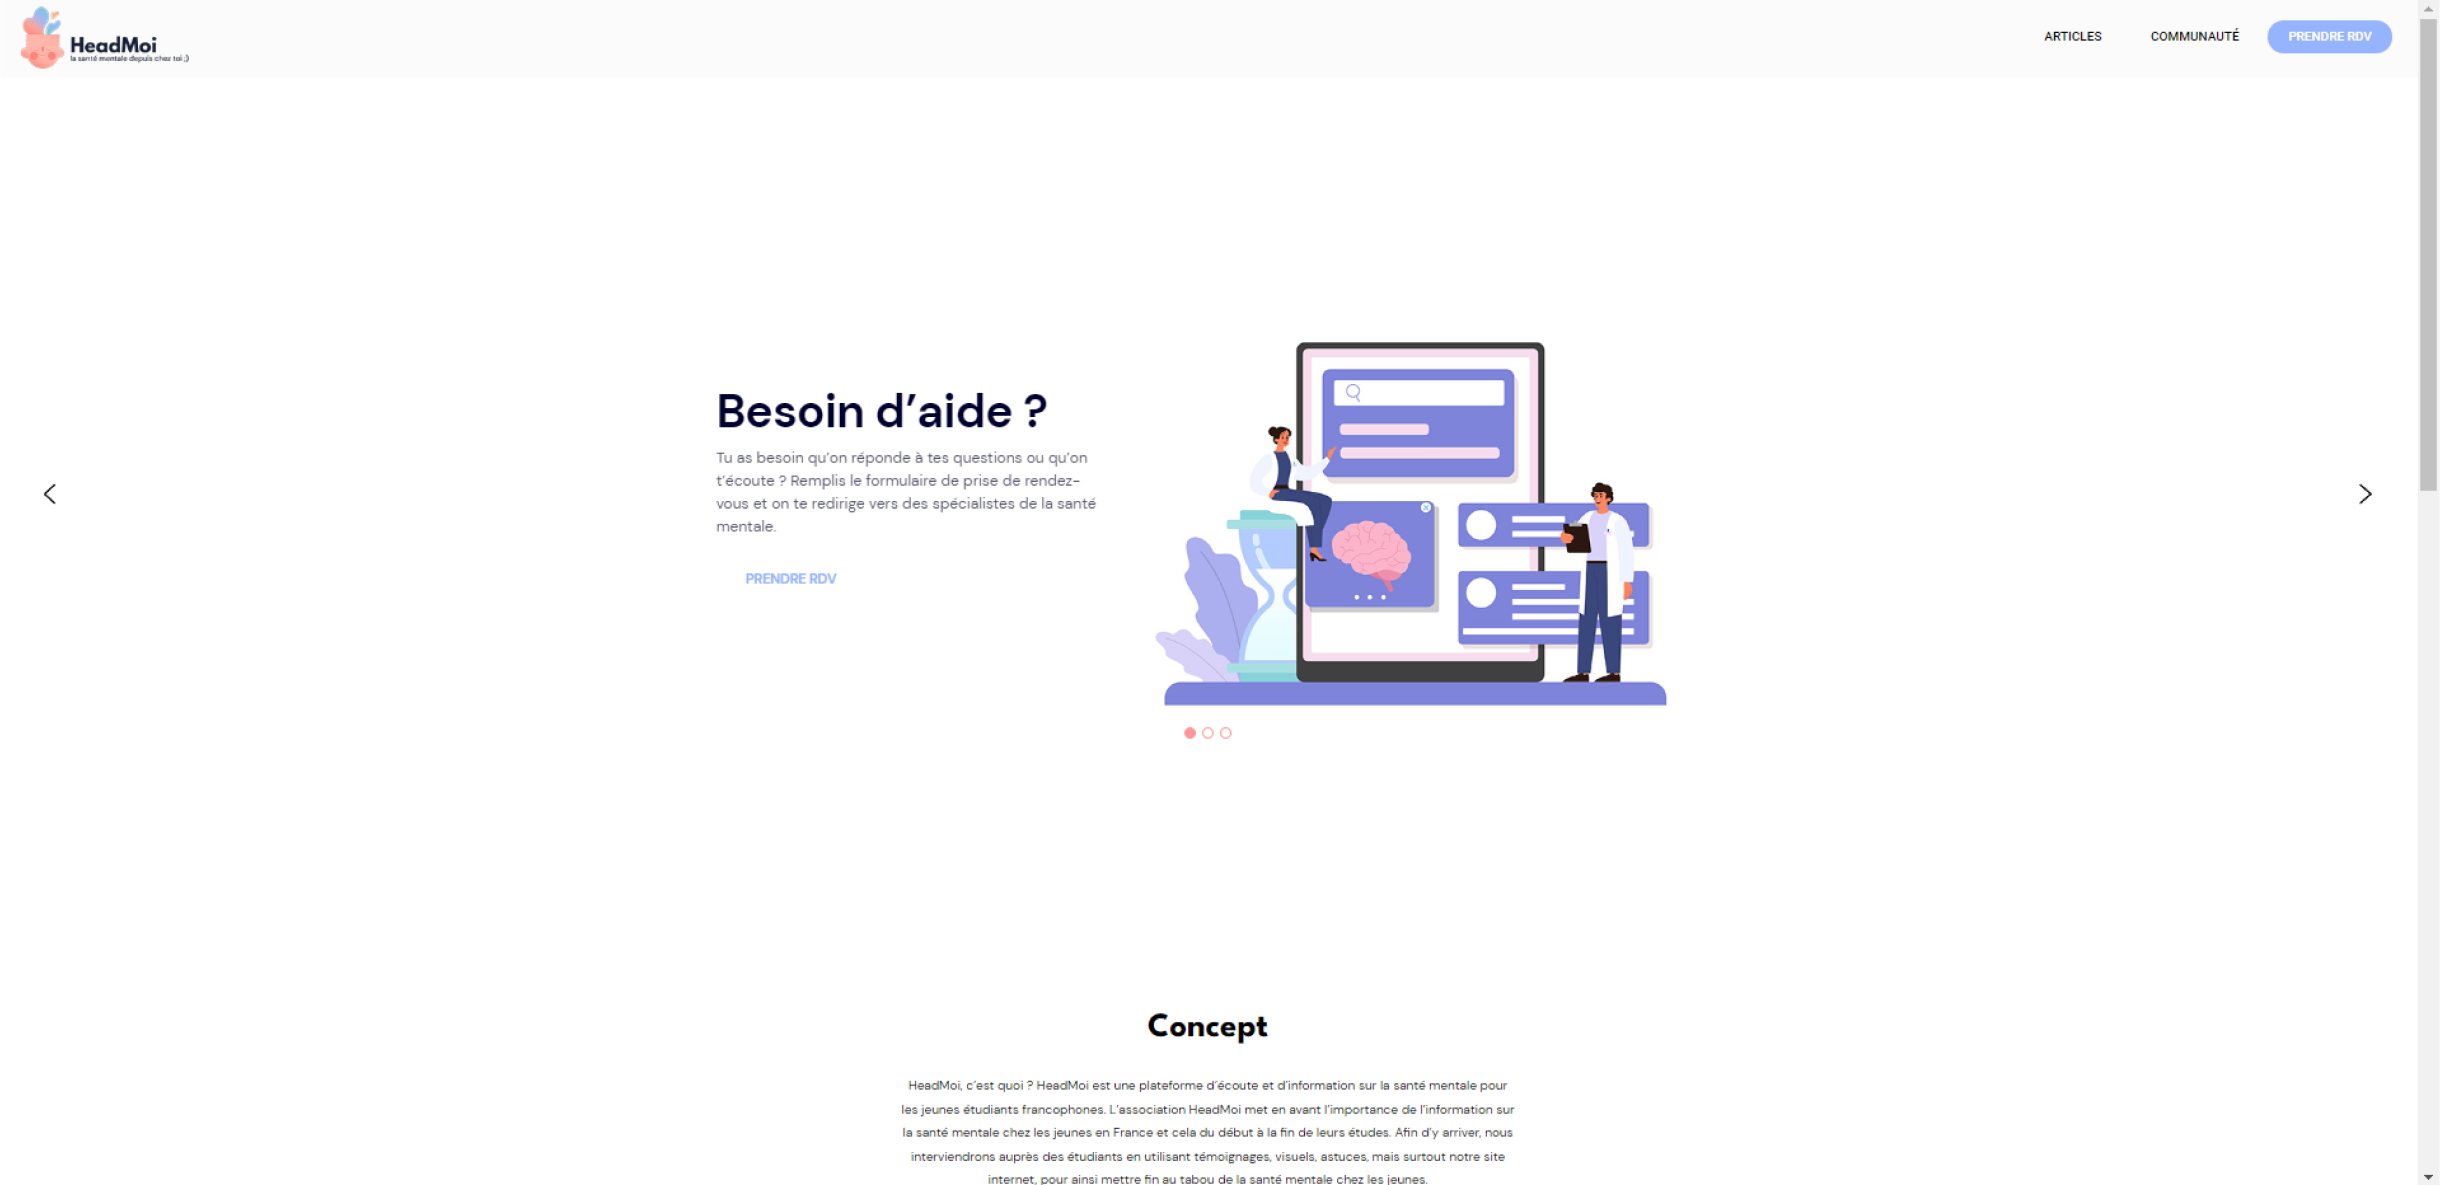 HeadMoi
la santé mentale depuis chez toi ;)
ARTICLES
COMMUNAUTÉ
PRENDRE RDV
Besoin d’aide ?
Tu as besoin qu’on réponde à tes questions ou qu’on
t’écoute ? Remplis le formulaire de prise de rendez-
vous et on te redirige vers des spécialistes de la santé
mentale.
PRENDRE RDV
Concept
HeadMoi, c’est quoi ? HeadMoi est une plateforme d’écoute et d’information sur la santé mentale pour
les jeunes étudiants francophones. L’association HeadMoi met en avant l’importance de l’information sur
la santé mentale chez les jeunes en France et cela du début à la fin de leurs études. Afin d’y arriver, nous
interviendrons auprès des étudiants en utilisant témoignages, visuels, astuces, mais surtout notre site
internet, pour ainsi mettre fin au tabou de la santé mentale chez les jeunes.